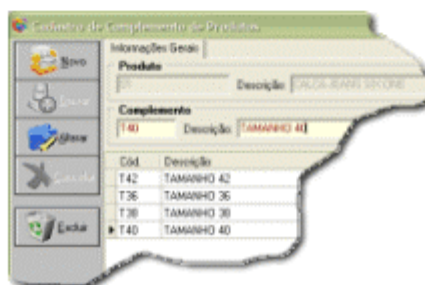 Cadastro de Complemento de Produtos
Novo
Informações Gerais
Produto
Descrição
Complemento
T40 Descrição TAMANHO 40
Alterar
Cód. Descrição
T42 TAMANHO 42
T36 TAMANHO 36
T38 TAMANHO 38
T40 TAMANHO 40
Excluir